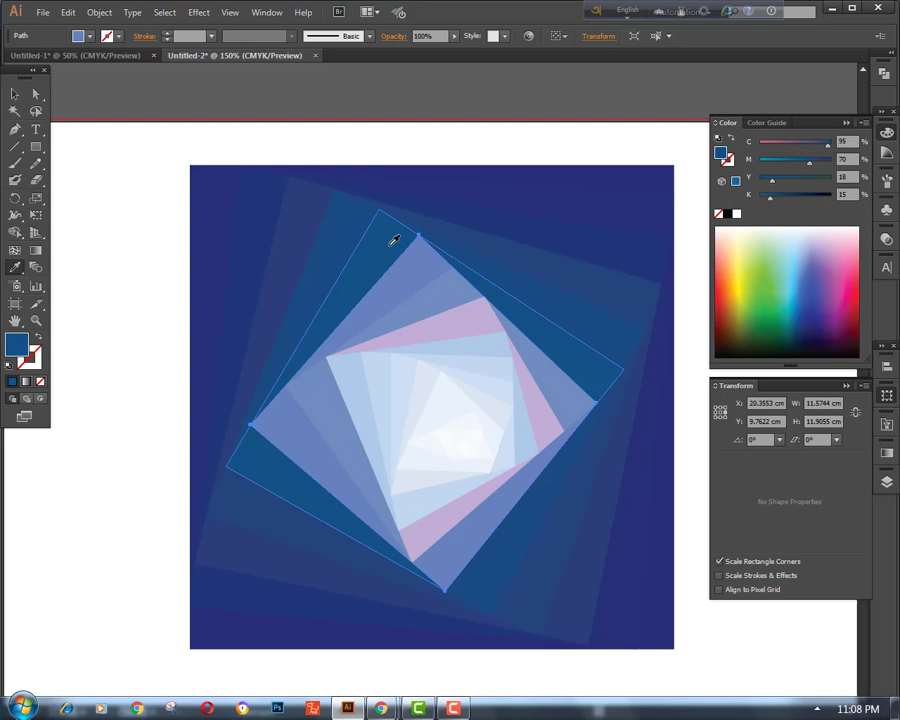 Ai File Edit Object Type Select Effect View Window Help Br English
Path Stroke: Basic Opacity: 100% Style: Transform
Untitled-1* @ 50% (CMYK/Preview) × Untitled-2* @ 150% (CMYK/Preview) ×
Color Color Guide
C 95 %
M 70 %
Y 18 %
K 15 %
Transform
X: 20.3553 cm W: 11.5744 cm
Y: 9.7622 cm H: 11.9055 cm
0° 0°
No Shape Properties
Scale Rectangle Corners
Scale Strokes & Effects
Align to Pixel Grid
11:08 PM